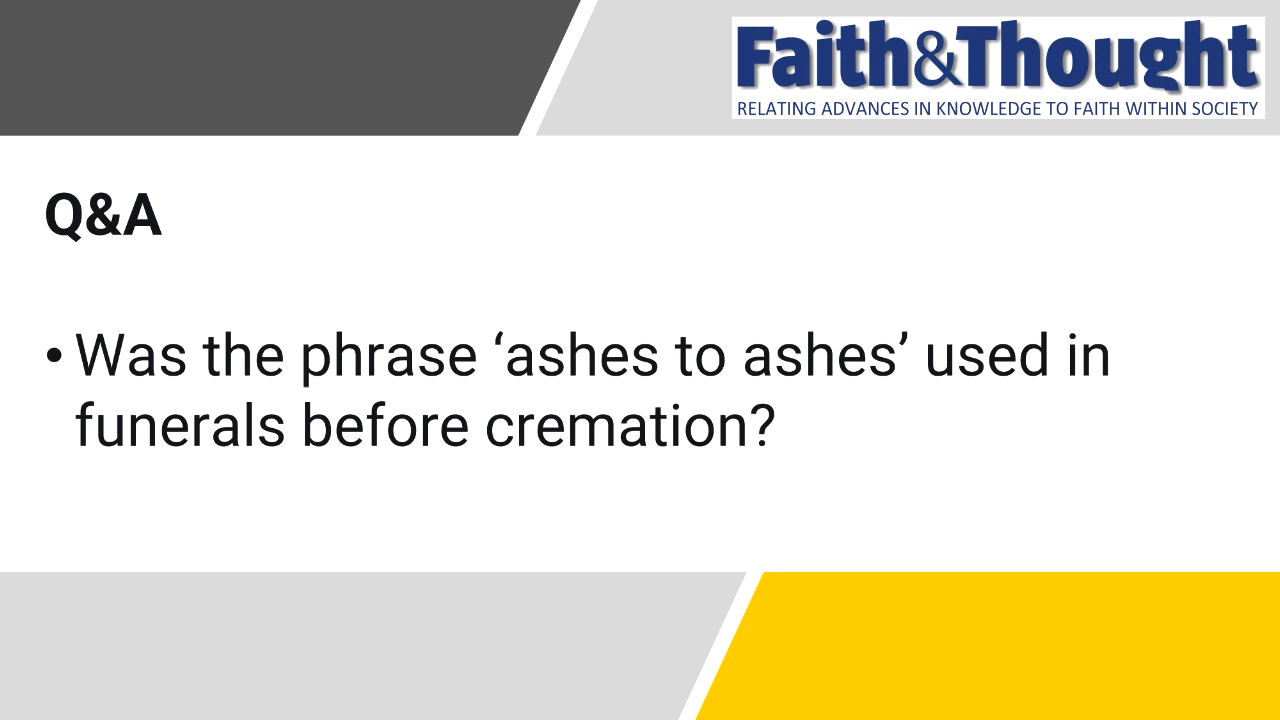 Faith&Thought
RELATING ADVANCES IN KNOWLEDGE TO FAITH WITHIN SOCIETY
Q&A
• Was the phrase ‘ashes to ashes’ used in
funerals before cremation?